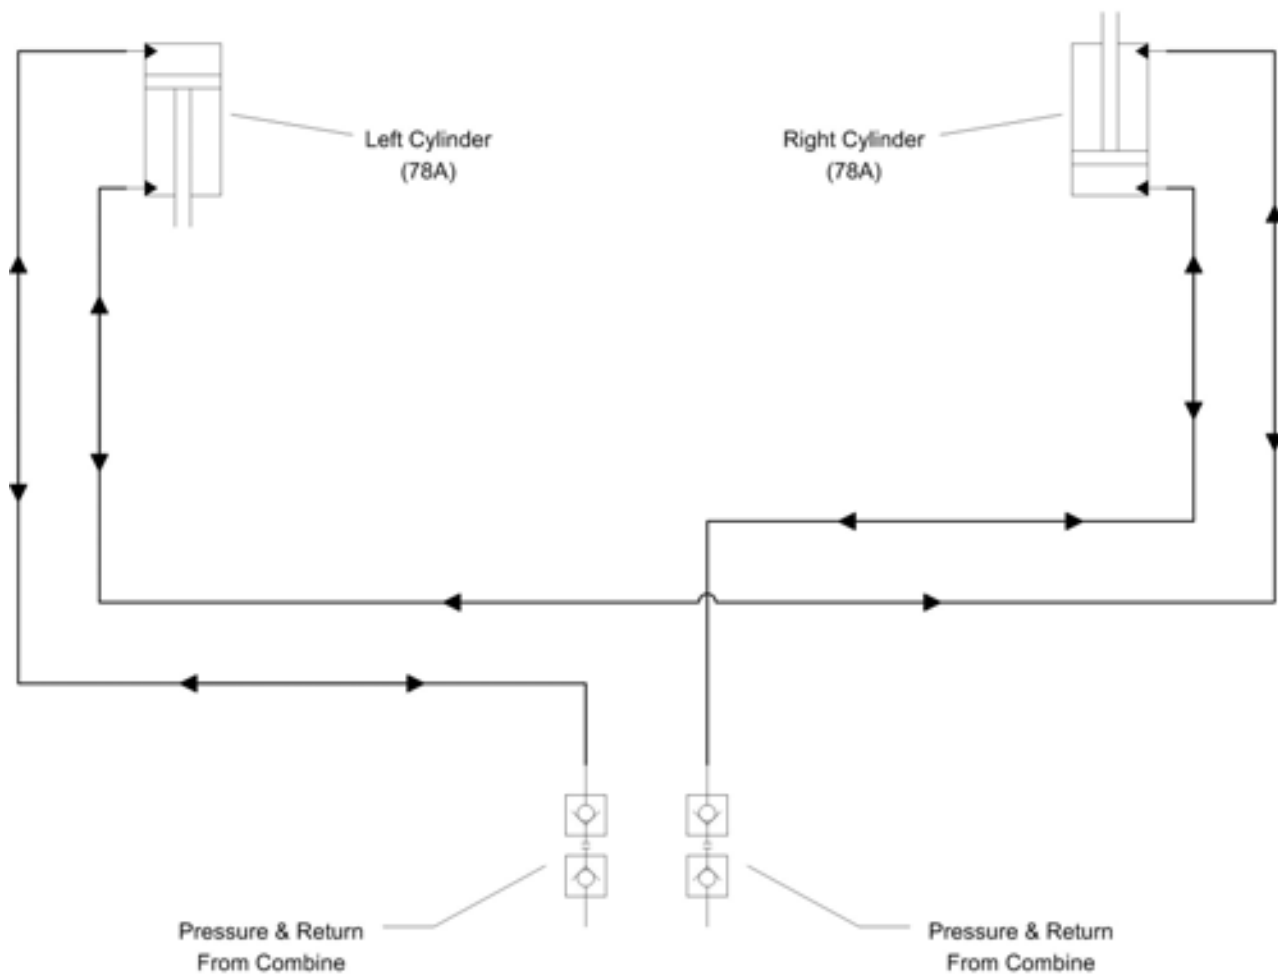 Left Cylinder
(78A)
Right Cylinder
(78A)
Pressure & Return
From Combine
Pressure & Return
From Combine